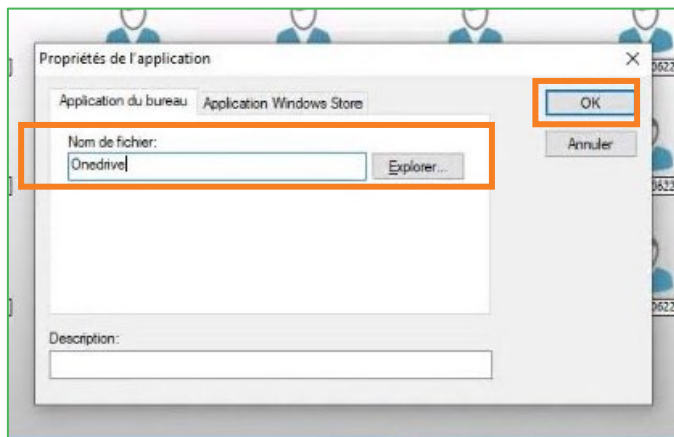 Propriétés de l'application
Application du bureau
Application Windows Store
OK
Nom de fichier:
Annuler
Onedrive
Explorer...
Description: